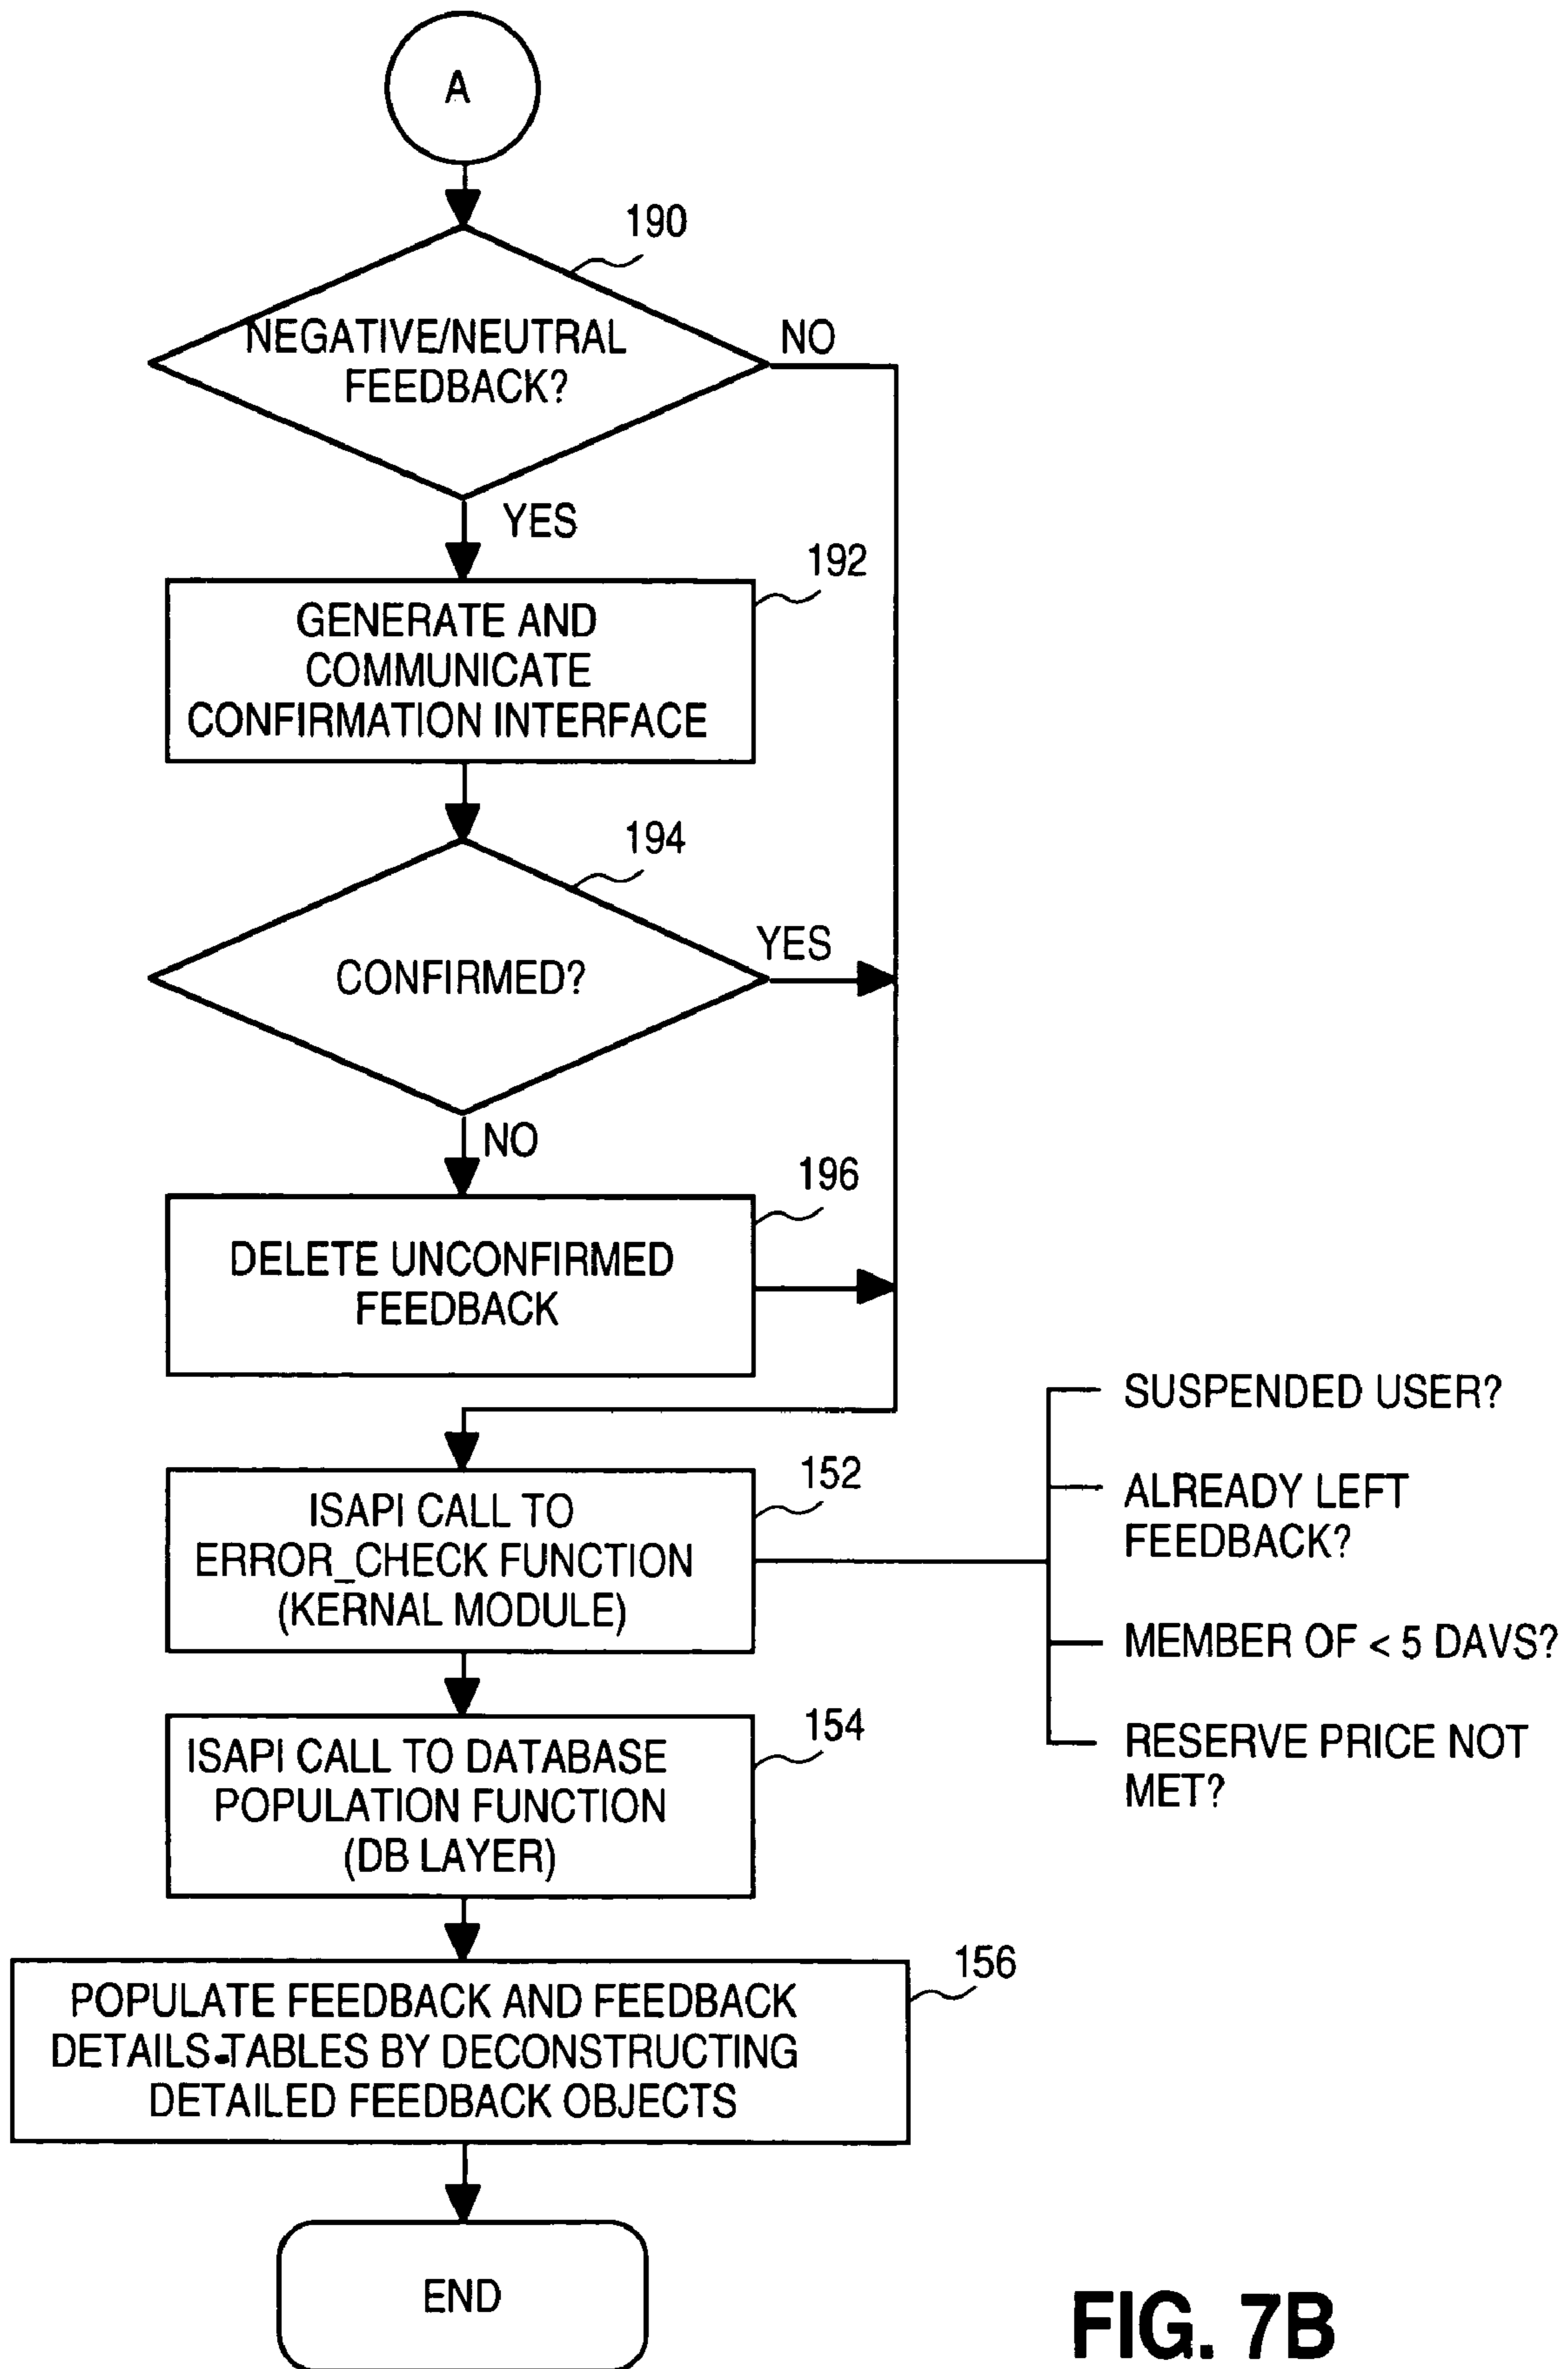 A
190
NEGATIVE/NEUTRAL
FEEDBACK?
NO
YES
192
GENERATE AND
COMMUNICATE
CONFIRMATION INTERFACE
194
CONFIRMED?
YES
NO
196
DELETE UNCONFIRMED
FEEDBACK
152
ISAPI CALL TO
ERROR_CHECK FUNCTION
(KERNAL MODULE)
SUSPENDED USER?
ALREADY LEFT
FEEDBACK?
MEMBER OF < 5 DAVS?
RESERVE PRICE NOT
MET?
154
ISAPI CALL TO DATABASE
POPULATION FUNCTION
(DB LAYER)
156
POPULATE FEEDBACK AND FEEDBACK
DETAILS-TABLES BY DECONSTRUCTING
DETAILED FEEDBACK OBJECTS
END
FIG. 7B